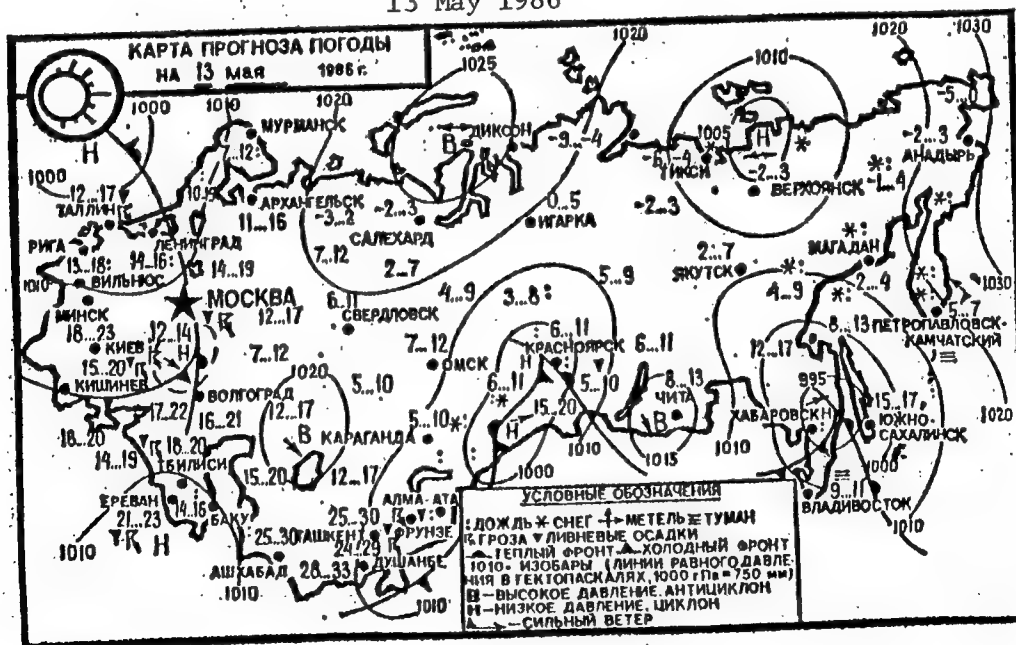 13 May 1986
КАРТА ПРОГНОЗА ПОГОДЫ
НА 13 мая 1986 г.
1020
1020
1030
1025
1010
1000
1010
1020
МУРМАНСК
ДИКСОН
В
-9...-4
1005
Н
ТИКСИ
-2...3
ВЕРХОЯНСК
-1...4
-2...3
АНАДЫРЬ
Н
1000
12...17
ТАЛЛИН
АРХАНГЕЛЬСК
11...16
-3...2
-2...3
САЛЕХАРД
0...5
ИГАРКА
-2...3
РИГА
ЛЕНИНГРАД
13...18
14...16
14...19
ВИЛЬНЮС
1010
7...12
2...7
5...9
2...7
ЯКУТСК
МАГАДАН
-2...4
4...9
1030
МОСКВА
МИНСК
12...17
6...11
СВЕРДЛОВСК
4...9
3...8
5...7
ПЕТРОПАВЛОВСК-
КАМЧАТСКИЙ
18...23
КИЕВ
12...14
Н
15...20
КИШИНЕВ
7...12
7...12
ОМСК
6...11
КРАСНОЯРСК
Н
6...11
8...13
12...17
ВОЛГОГРАД
1020
5...10
6...11
5...10
8...13
ЧИТА
995
15...17
17...22
16...21
12...17
В
КАРАГАНДА
5...10
15...20
Н
В
ХАБАРОВСК
Н
ЮЖНО-
САХАЛИНСК
1020
18...20
14...19
18...20
ТБИЛИСИ
15...20
12...17
1010
1015
1010
1000
1000
9...11
ВЛАДИВОСТОК
1010
ЕРЕВАН
21...23
14...16
БАКУ
Н
1010
25...30
АШХАБАД
1010
25...30
ТАШКЕНТ
24...29
28...33
ДУШАНБЕ
АЛМА-АТА
ФРУНЗЕ
1010
УСЛОВНЫЕ ОБОЗНАЧЕНИЯ
ДОЖДЬ СНЕГ МЕТЕЛЬ ТУМАН
ГРОЗА ЛИВНЕВЫЕ ОСАДКИ
ТЕПЛЫЙ ФРОНТ ХОЛОДНЫЙ ФРОНТ
1010- ИЗОБАРЫ (ЛИНИИ РАВНОГО ДАВЛЕ-
НИЯ В ГЕКТОПАСКАЛЯХ, 1000 гПа = 750 мм)
В -ВЫСОКОЕ ДАВЛЕНИЕ, АНТИЦИКЛОН
Н -НИЗКОЕ ДАВЛЕНИЕ, ЦИКЛОН
-СИЛЬНЫЙ ВЕТЕР